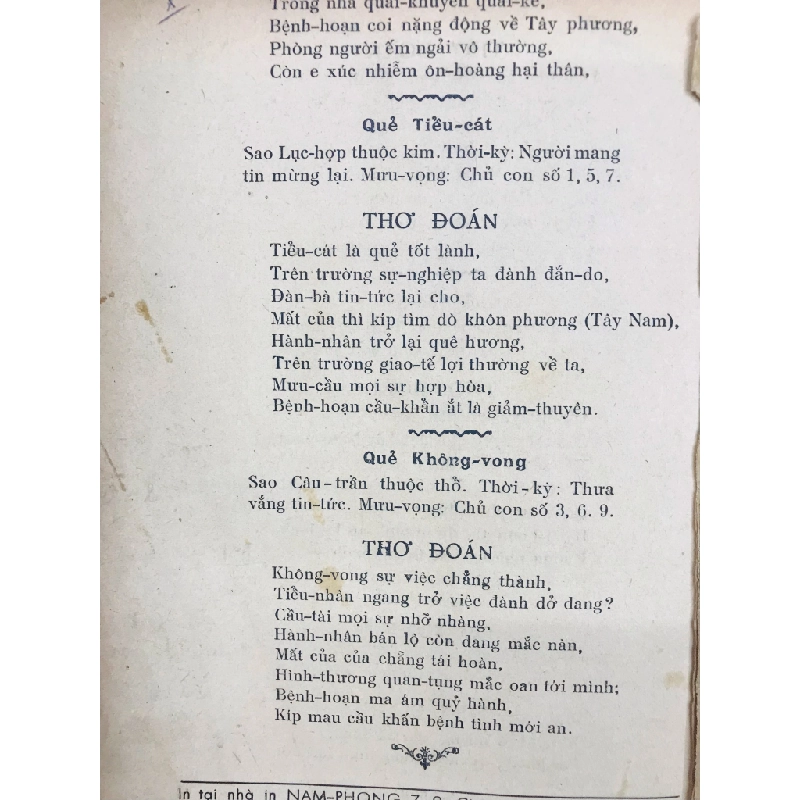 Trong nhà quái-khuyển quái-kê,
Bệnh-hoạn coi nặng động về Tây phương,
Phòng người ếm ngải vô thường,
Còn e xúc nhiễm ôn-hoàng hại thân,
Quẻ Tiểu-cát
Sao Lục-hợp thuộc kim. Thời-kỳ: Người mang
tin mừng lại. Mưu-vọng: Chủ con số 1, 5, 7.
THƠ ĐOÁN
Tiểu-cát là quẻ tốt lành,
Trên trường sự-nghiệp ta đành đắn-đo,
Đàn-bà tin-tức lại cho,
Mất của thì kíp tìm dò khôn phương (Tây Nam),
Hành-nhân trở lại quê hương,
Trên trường giao-tế lợi thường về ta,
Mưu-cầu mọi sự hợp hòa,
Bệnh-hoạn cầu-khẩn ắt là giảm-thuyên.
Quẻ Không-vong
Sao Câu-trần thuộc thổ. Thời-kỳ: Thưa
vắng tin-tức. Mưu-vọng: Chủ con số 3, 6. 9.
THƠ ĐOÁN
Không-vong sự việc chẳng thành,
Tiểu-nhân ngang trở việc đành dở dang?
Cầu-tài mọi sự nhỡ nhàng,
Hành-nhân bán lộ còn đang mắc nàn,
Mất của của chẳng tái hoàn,
Hình-thương quan-tụng mắc oan tới mình;
Bệnh-hoạn ma ám quỷ hành,
Kíp mau cầu khẩn bệnh tình mới an.
In tại nhà in NAM-PHONG